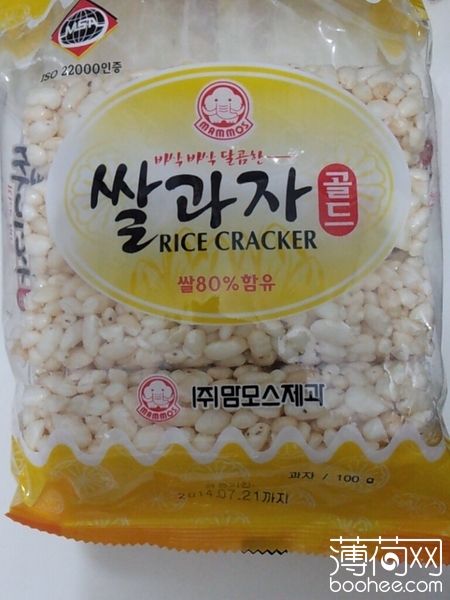 MSA
ISO 22000인증
MAMMOS
바삭바삭 달콤한
쌀과자
골드
RICE CRACKER
쌀80%함유
MAMMOS
(주)맘모스제과
과자 / 100 g
2014.07.21까지
薄荷网
boohee.com